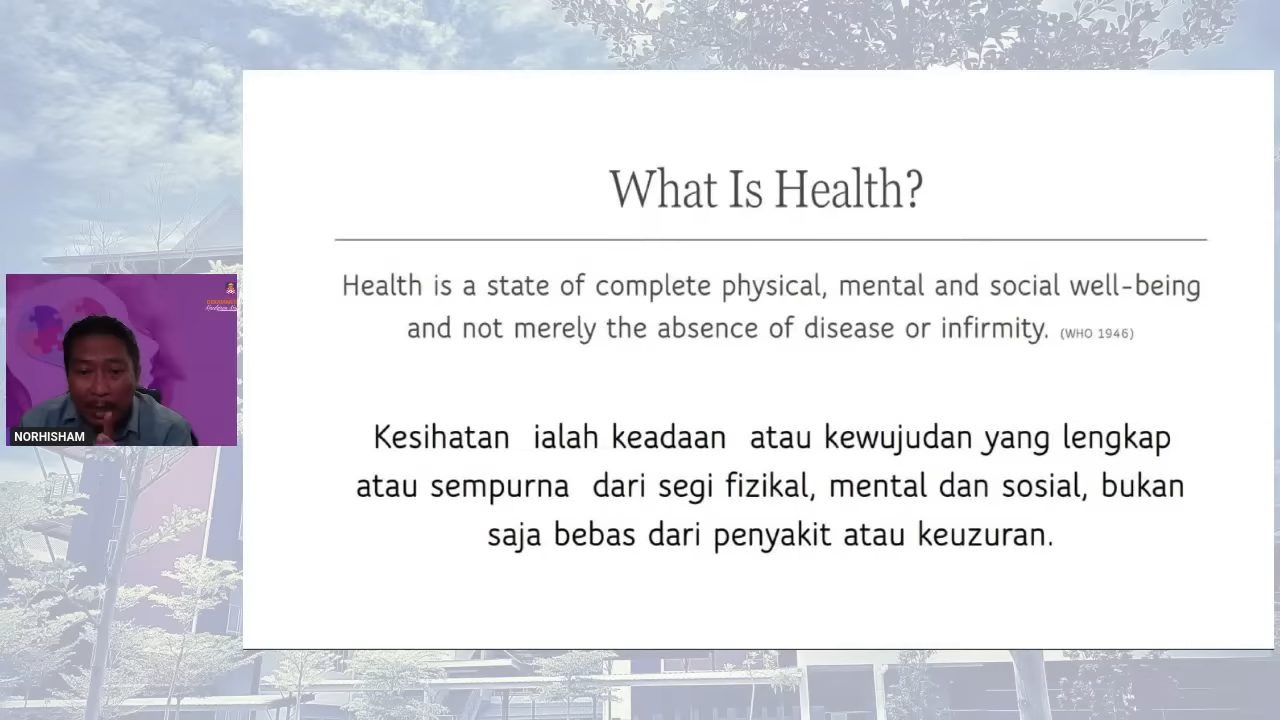 What Is Health?
Health is a state of complete physical, mental and social well-being
and not merely the absence of disease or infirmity. (WHO 1946)
Kesihatan ialah keadaan atau kewujudan yang lengkap
atau sempurna dari segi fizikal, mental dan sosial, bukan
saja bebas dari penyakit atau keuzuran.
NORHISHAM